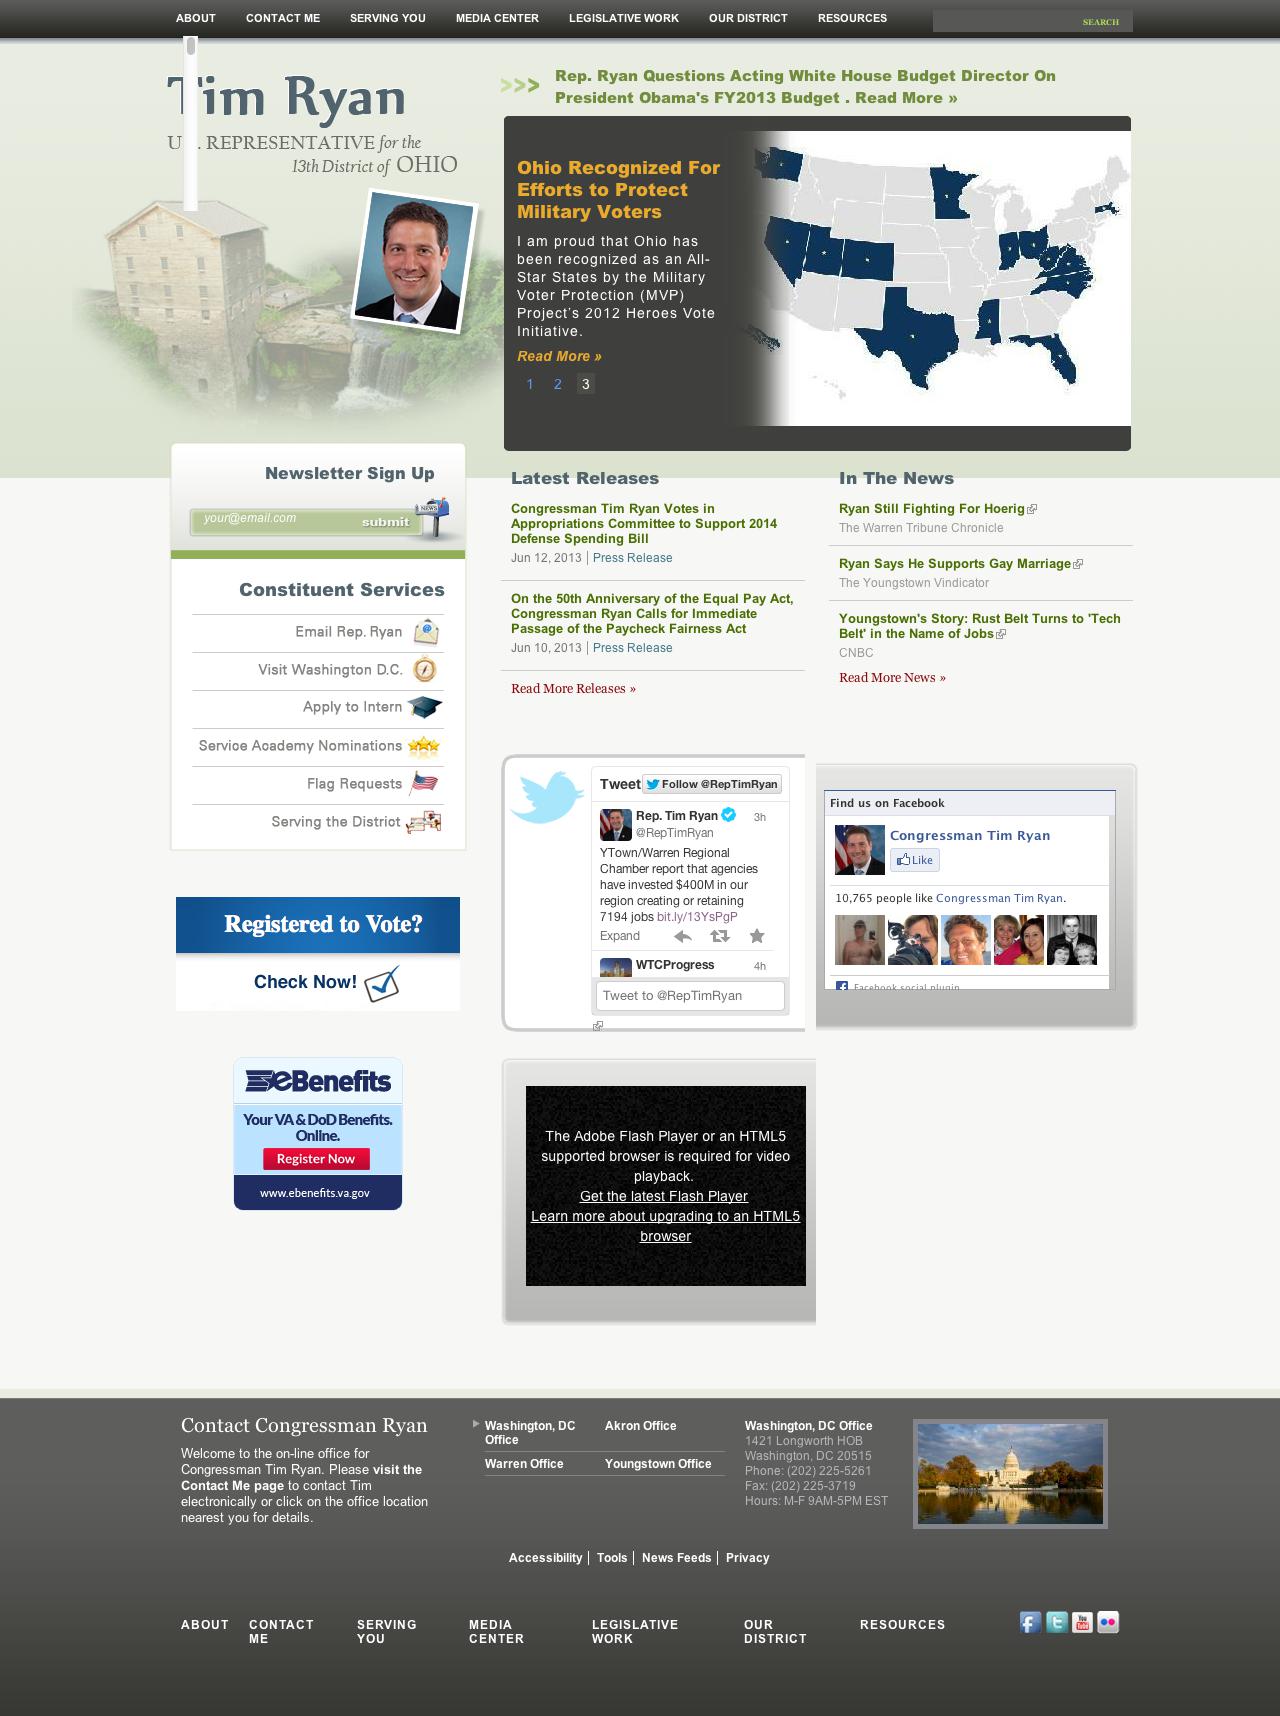 ABOUT CONTACT ME SERVING YOU MEDIA CENTER LEGISLATIVE WORK OUR DISTRICT RESOURCES SEARCH
Tim Ryan
U . REPRESENTATIVE for the
13th District of OHIO
>>> Rep. Ryan Questions Acting White House Budget Director On
President Obama's FY2013 Budget . Read More »
Ohio Recognized For
Efforts to Protect
Military Voters
I am proud that Ohio has
been recognized as an All-
Star States by the Military
Voter Protection (MVP)
Project's 2012 Heroes Vote
Initiative.
Read More »
1 2 3
Newsletter Sign Up
your@email.com submit
NEWS
Constituent Services
Email Rep. Ryan
Visit Washington D.C.
Apply to Intern
Service Academy Nominations
Flag Requests
Serving the District
Registered to Vote?
Check Now!
eBenefits
Your VA & DoD Benefits.
Online.
Register Now
www.ebenefits.va.gov
Latest Releases
Congressman Tim Ryan Votes in
Appropriations Committee to Support 2014
Defense Spending Bill
Jun 12, 2013 | Press Release
On the 50th Anniversary of the Equal Pay Act,
Congressman Ryan Calls for Immediate
Passage of the Paycheck Fairness Act
Jun 10, 2013 | Press Release
Read More Releases »
In The News
Ryan Still Fighting For Hoerig
The Warren Tribune Chronicle
Ryan Says He Supports Gay Marriage
The Youngstown Vindicator
Youngstown's Story: Rust Belt Turns to 'Tech
Belt' in the Name of Jobs
CNBC
Read More News »
Tweet Follow @RepTimRyan
Rep. Tim Ryan 3h
@RepTimRyan
YTown/Warren Regional
Chamber report that agencies
have invested $400M in our
region creating or retaining
7194 jobs bit.ly/13YsPgP
Expand
WTCProgress 4h
Tweet to @RepTimRyan
Find us on Facebook
Congressman Tim Ryan
Like
10,765 people like Congressman Tim Ryan.
Facebook social plugin
The Adobe Flash Player or an HTML5
supported browser is required for video
playback.
Get the latest Flash Player
Learn more about upgrading to an HTML5
browser
Contact Congressman Ryan
Welcome to the on-line office for
Congressman Tim Ryan. Please visit the
Contact Me page to contact Tim
electronically or click on the office location
nearest you for details.
Washington, DC
Office
Akron Office
Warren Office Youngstown Office
Washington, DC Office
1421 Longworth HOB
Washington, DC 20515
Phone: (202) 225-5261
Fax: (202) 225-3719
Hours: M-F 9AM-5PM EST
Accessibility | Tools | News Feeds | Privacy
ABOUT CONTACT SERVING MEDIA LEGISLATIVE OUR RESOURCES
ME YOU CENTER WORK DISTRICT
You
Tube